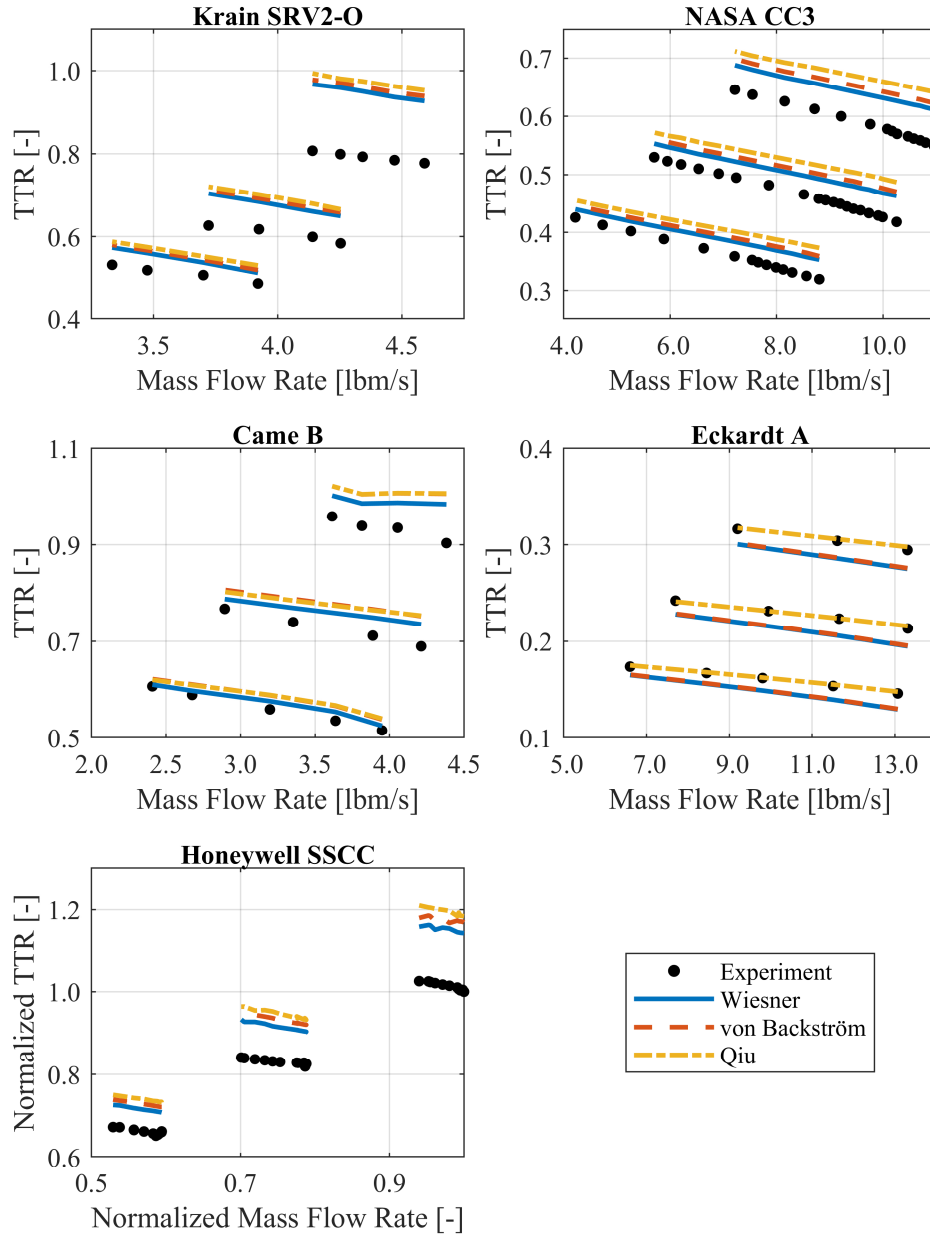 Krain SRV2-O
1.0
0.8
0.6
0.4
TTR [-]
3.5 4.0 4.5
Mass Flow Rate [lbm/s]
NASA CC3
0.7
0.6
0.5
0.4
0.3
TTR [-]
4.0 6.0 8.0 10.0
Mass Flow Rate [lbm/s]
Came B
1.1
0.9
0.7
0.5
TTR [-]
2.0 2.5 3.0 3.5 4.0 4.5
Mass Flow Rate [lbm/s]
Eckardt A
0.4
0.3
0.2
0.1
TTR [-]
5.0 7.0 9.0 11.0 13.0
Mass Flow Rate [lbm/s]
Honeywell SSCC
1.2
1.0
0.8
0.6
Normalized TTR [-]
0.5 0.7 0.9
Normalized Mass Flow Rate [-]
Experiment
Wiesner
von Backström
Qiu